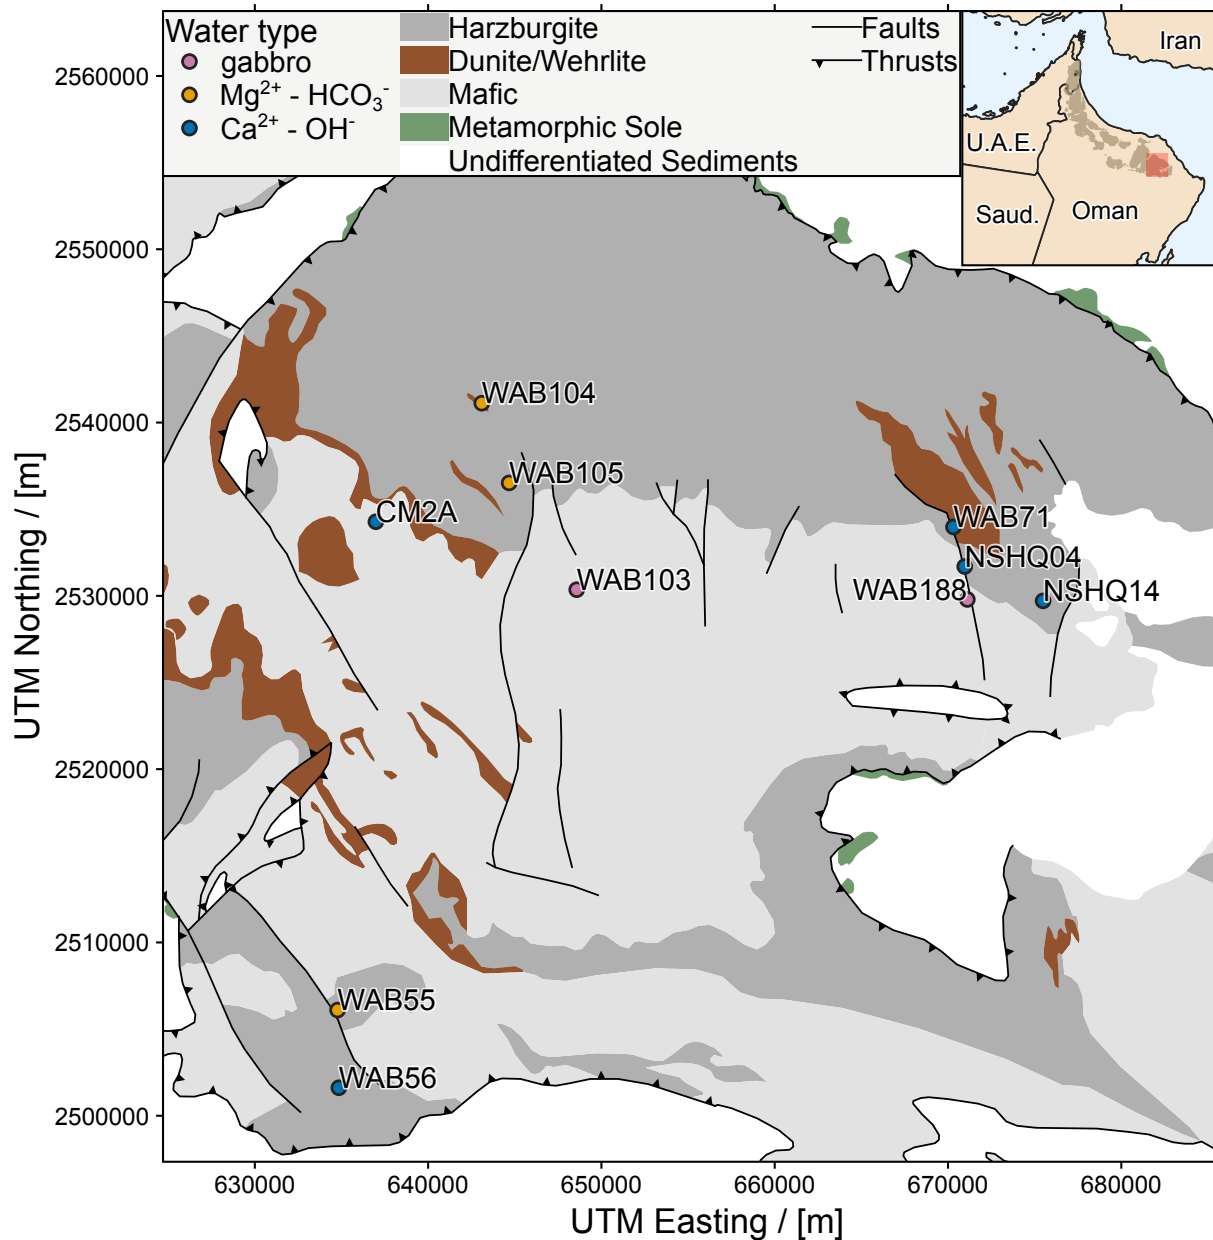 Water type
gabbro
Mg²⁺ - HCO₃⁻
Ca²⁺ - OH⁻
Harzburgite
Dunite/Wehrlite
Mafic
Metamorphic Sole
Undifferentiated Sediments
Faults
Thrusts
Iran
U.A.E.
Saud.
Oman
UTM Northing / [m]
2560000
2550000
2540000
2530000
2520000
2510000
2500000
WAB104
WAB105
CM2A
WAB103
WAB71
NSHQ04
WAB188
NSHQ14
WAB55
WAB56
630000
640000
650000
660000
670000
680000
UTM Easting / [m]